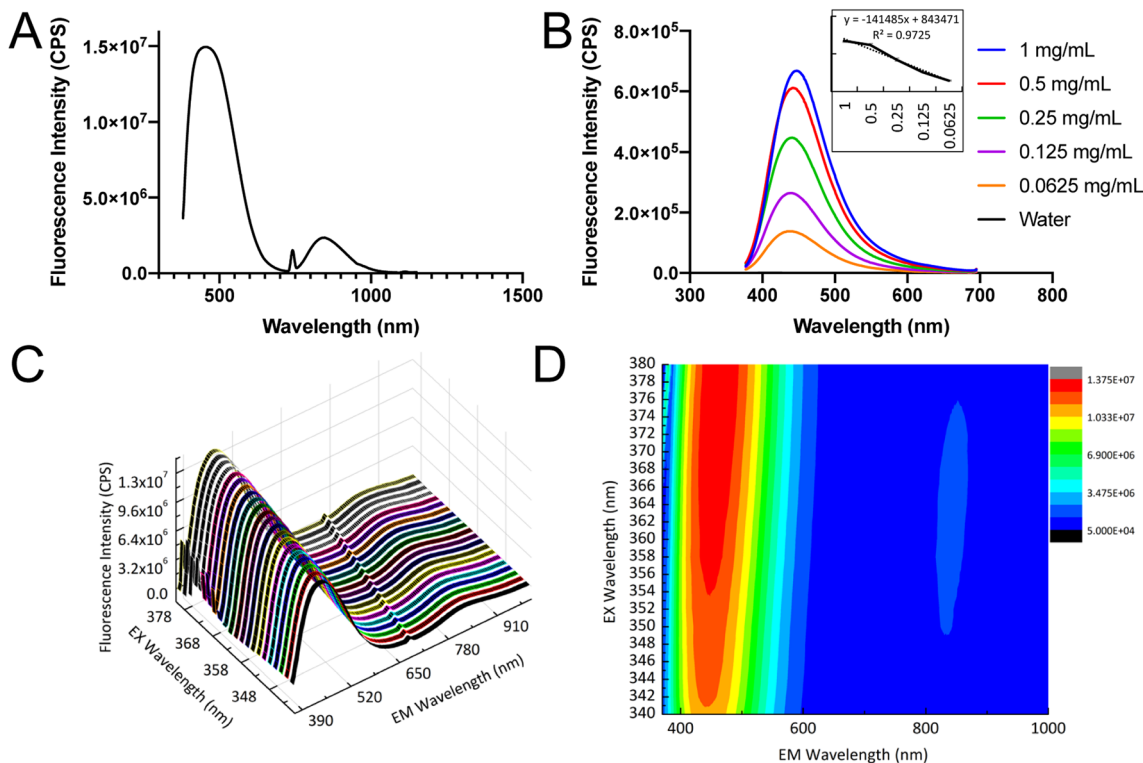 A
Fluorescence Intensity (CPS)
1.5×10⁷
1.0×10⁷
5.0×10⁶
0.0
500
1000
1500
Wavelength (nm)
B
Fluorescence Intensity (CPS)
8.0×10⁵
6.0×10⁵
4.0×10⁵
2.0×10⁵
0.0
300
400
500
600
700
800
Wavelength (nm)
y = -141485x + 843471
R² = 0.9725
1
0.5
0.25
0.125
0.0625
1 mg/mL
0.5 mg/mL
0.25 mg/mL
0.125 mg/mL
0.0625 mg/mL
Water
C
Fluorescence Intensity (CPS)
1.3x10⁷
9.6x10⁶
6.4x10⁶
3.2x10⁶
0.0
378
368
358
348
EX Wavelength (nm)
390
520
650
780
910
EM Wavelength (nm)
D
EX Wavelength (nm)
380
378
376
374
372
370
368
366
364
362
360
358
356
354
352
350
348
346
344
342
340
400
600
800
1000
EM Wavelength (nm)
1.375E+07
1.033E+07
6.900E+06
3.475E+06
5.000E+04